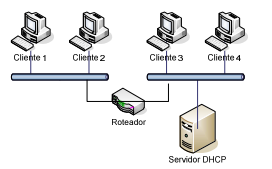 Cliente 1
Cliente 2
Cliente 3
Cliente 4
Roteador
Servidor DHCP